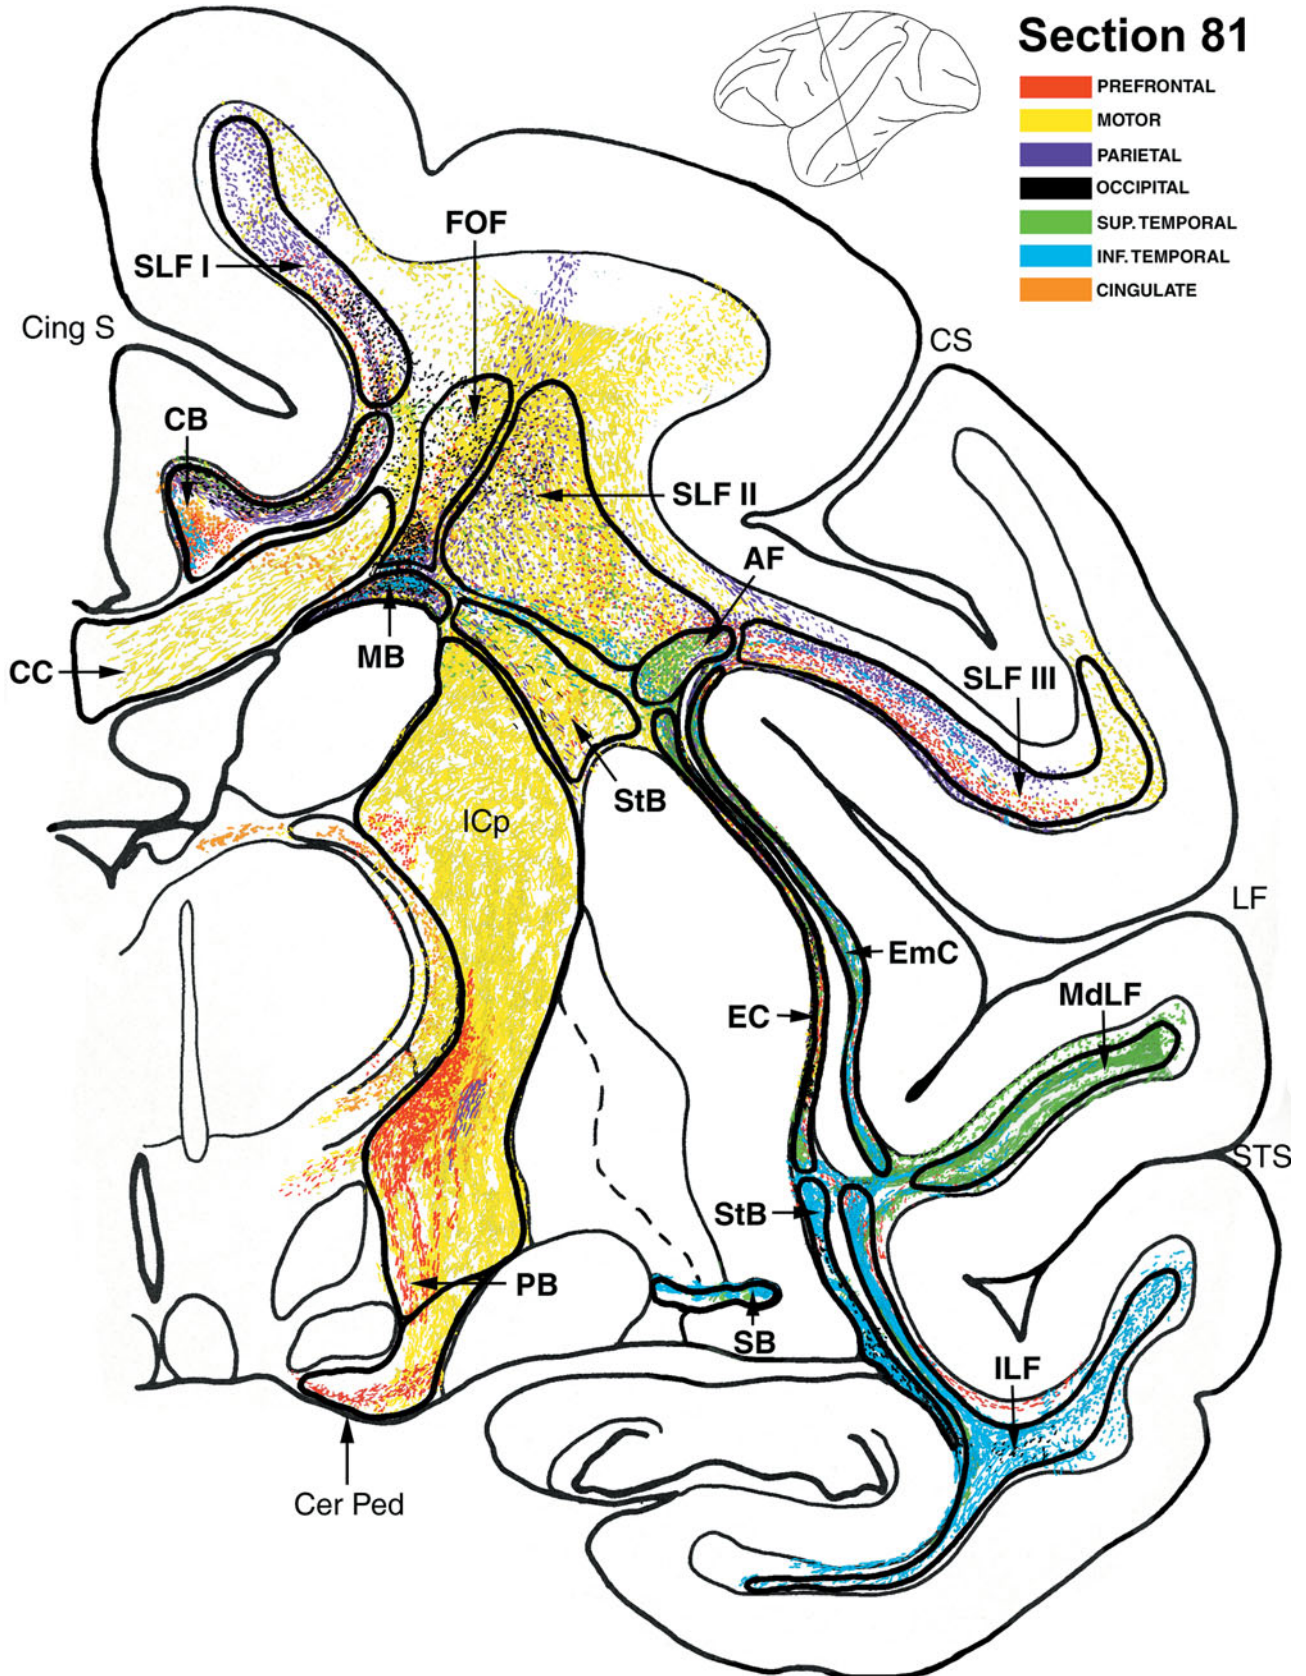 Section 81
PREFRONTAL
MOTOR
PARIETAL
OCCIPITAL
SUP. TEMPORAL
INF. TEMPORAL
CINGULATE
FOF
SLF I
Cing S
CS
CB
SLF II
AF
MB
CC
SLF III
StB
ICp
LF
EmC
MdLF
EC
STS
StB
PB
SB
ILF
Cer Ped